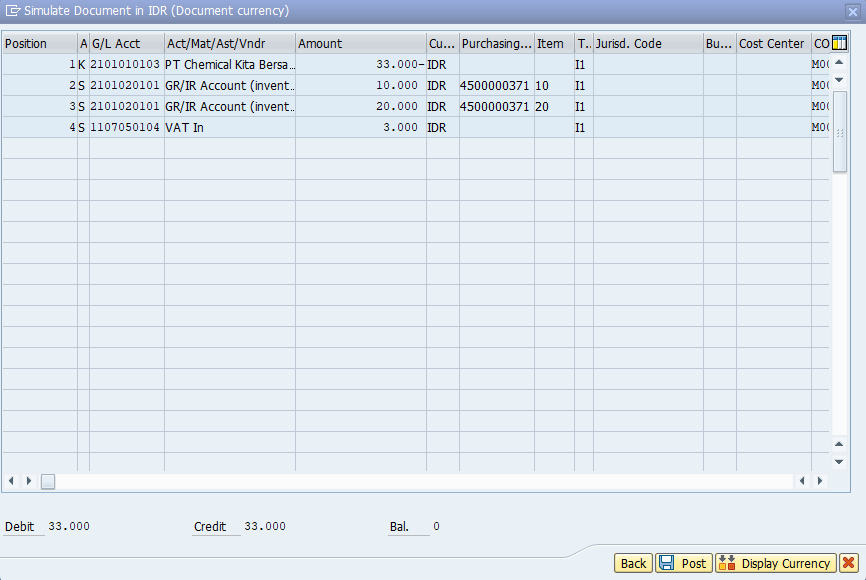 Simulate Document in IDR (Document currency)
Position A G/L Acct Act/Mat/Ast/Vndr Amount Cu... Purchasing... Item T.. Jurisd. Code Bu... Cost Center CO
1 K 2101010103 PT Chemical Kita Bersa... 33.000- IDR I1 M00
2 S 2101020101 GR/IR Account (invent... 10.000 IDR 4500000371 10 I1 M00
3 S 2101020101 GR/IR Account (invent... 20.000 IDR 4500000371 20 I1 M00
4 S 1107050104 VAT In 3.000 IDR I1 M00
Debit 33.000 Credit 33.000 Bal. 0
Back Post Display Currency